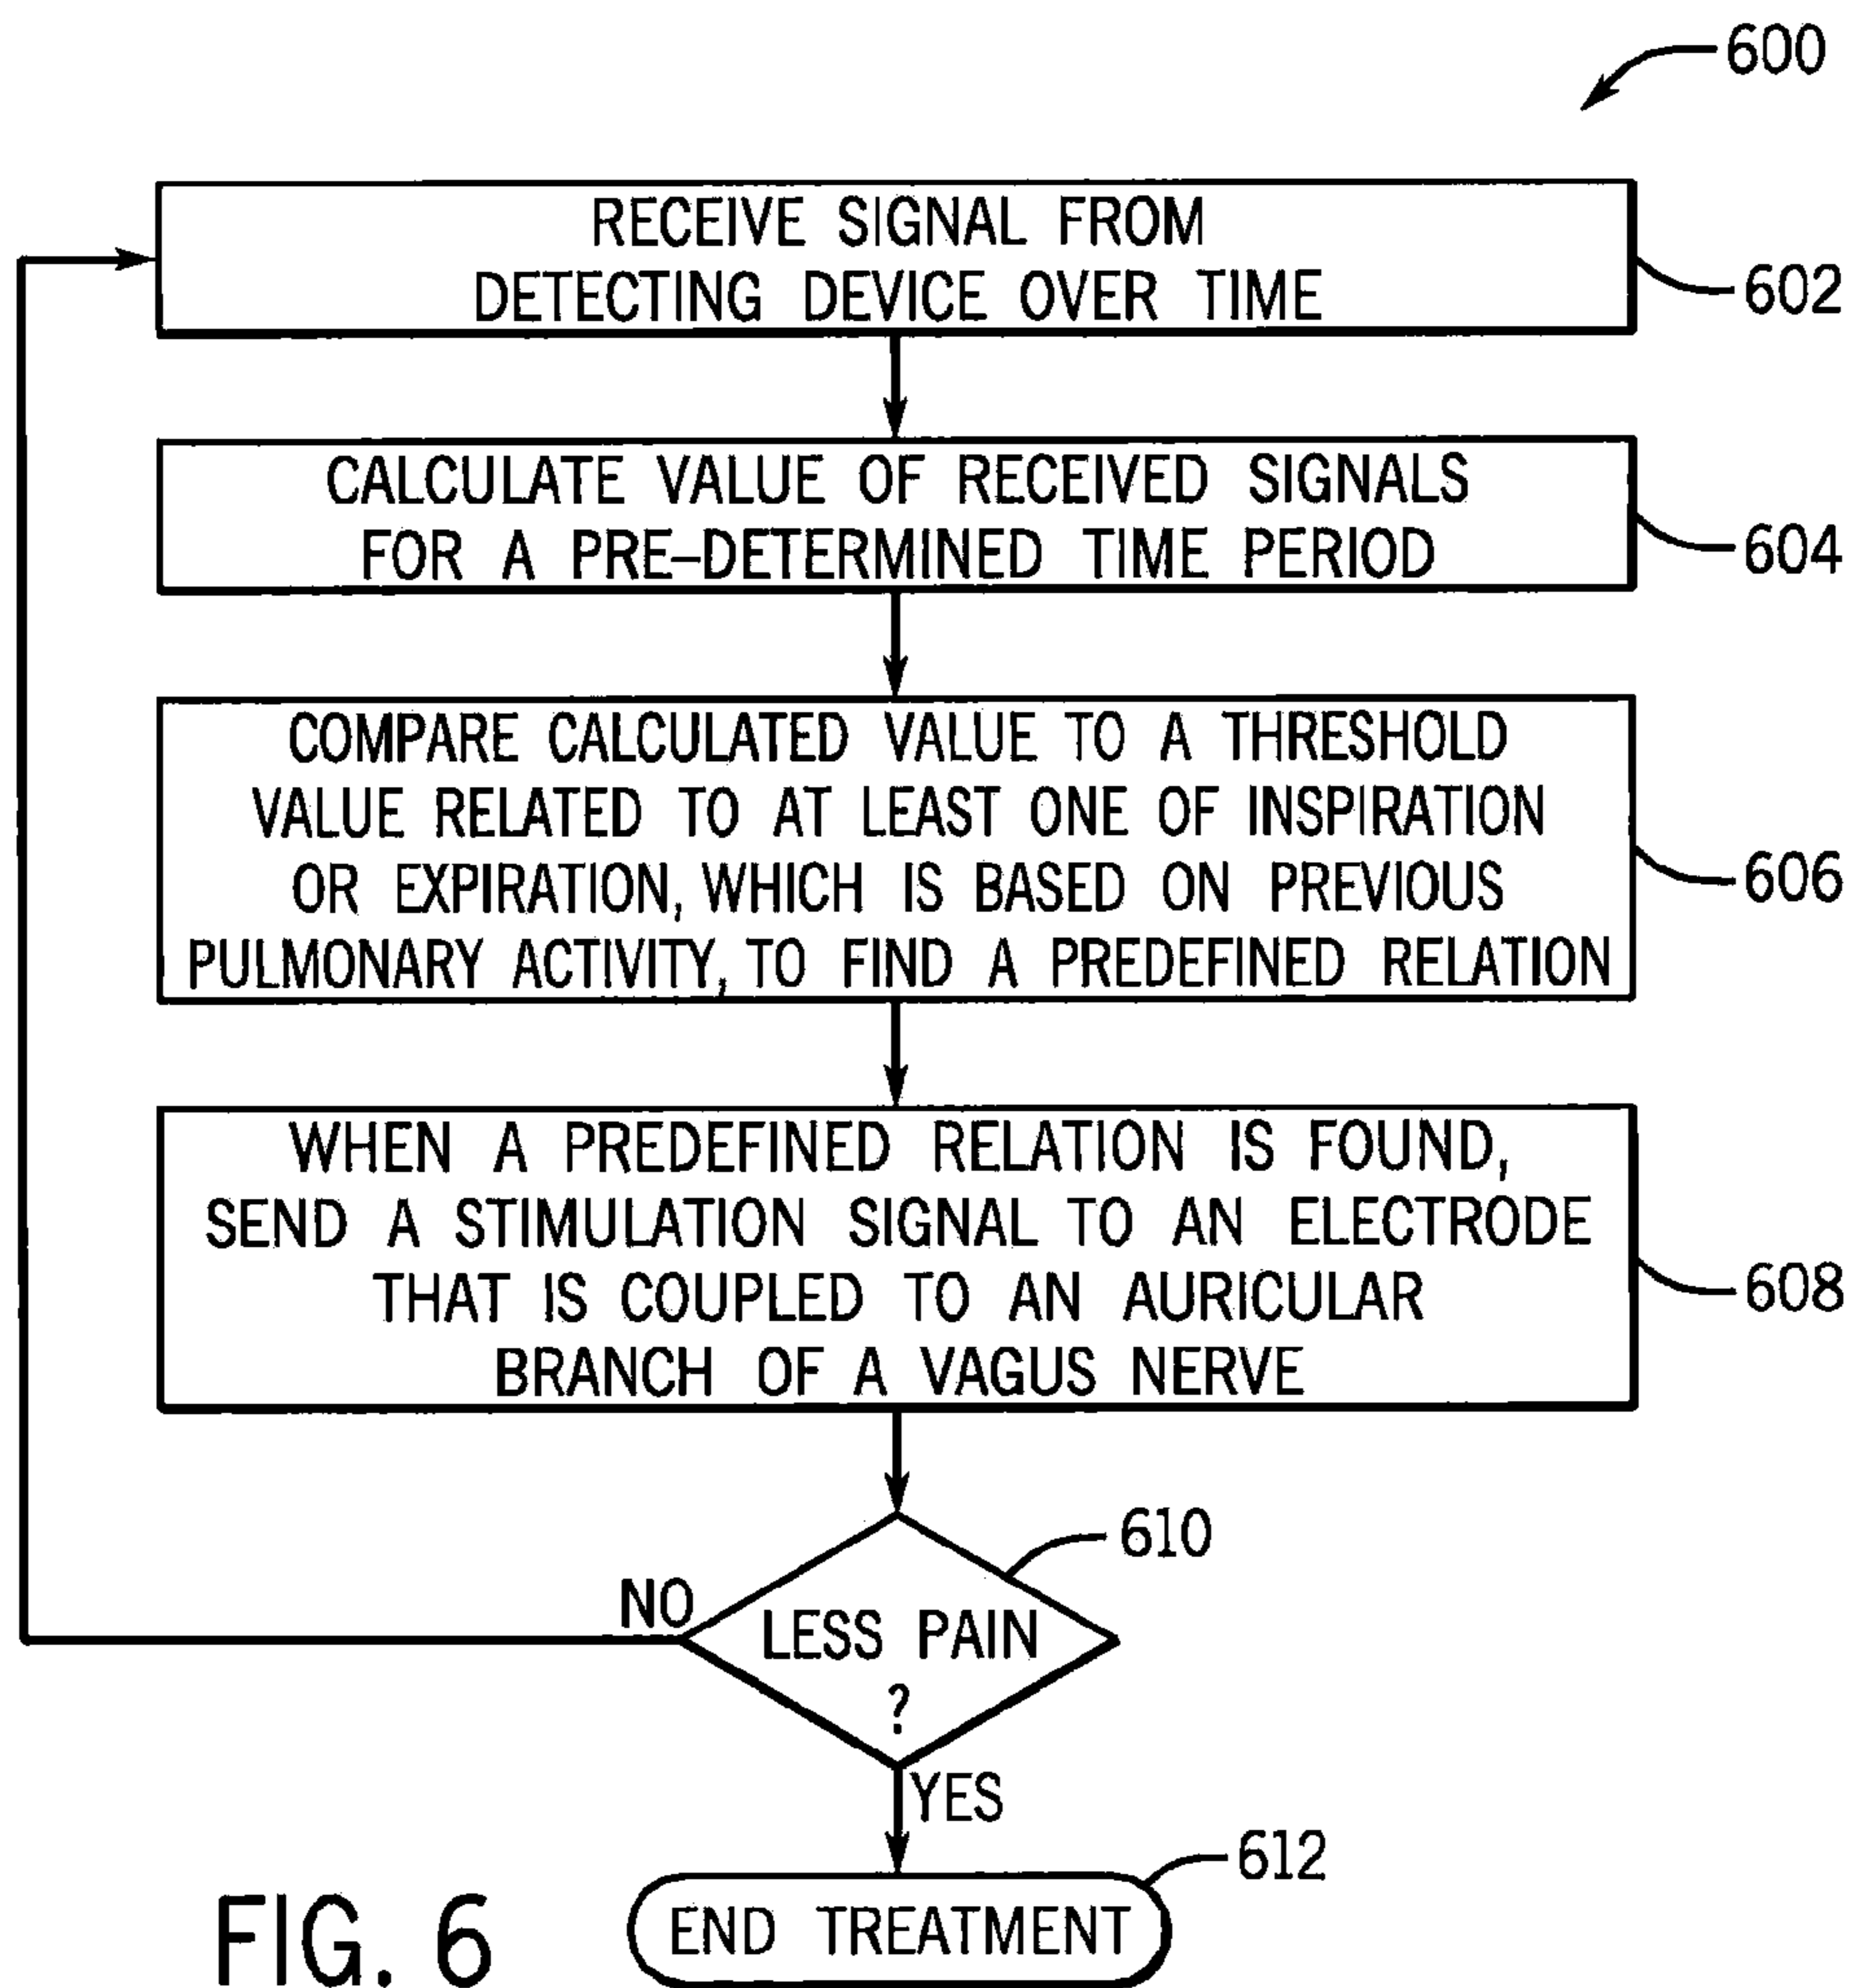 600
RECEIVE SIGNAL FROM
DETECTING DEVICE OVER TIME
602
CALCULATE VALUE OF RECEIVED SIGNALS
FOR A PRE-DETERMINED TIME PERIOD
604
COMPARE CALCULATED VALUE TO A THRESHOLD
VALUE RELATED TO AT LEAST ONE OF INSPIRATION
OR EXPIRATION, WHICH IS BASED ON PREVIOUS
PULMONARY ACTIVITY, TO FIND A PREDEFINED RELATION
606
WHEN A PREDEFINED RELATION IS FOUND,
SEND A STIMULATION SIGNAL TO AN ELECTRODE
THAT IS COUPLED TO AN AURICULAR
BRANCH OF A VAGUS NERVE
608
610
NO
LESS PAIN
?
YES
612
END TREATMENT
FIG. 6